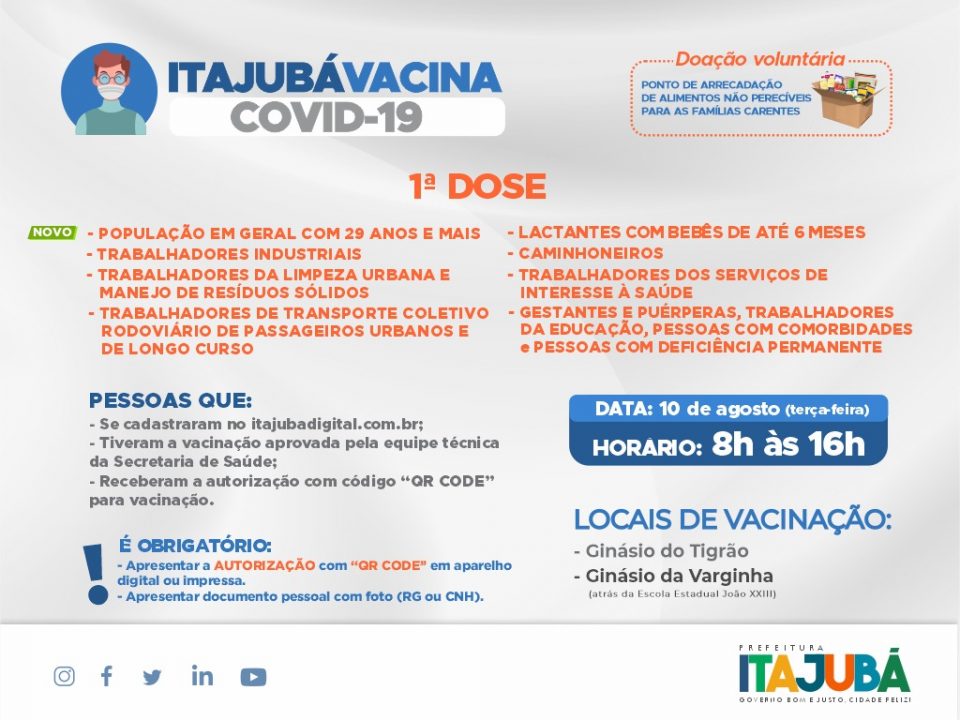 ITAJUBÁVACINA
COVID-19
Doação voluntária
PONTO DE ARRECADAÇÃO
DE ALIMENTOS NÃO PERECÍVEIS
PARA AS FAMÍLIAS CARENTES
1ª DOSE
NOVO
- POPULAÇÃO EM GERAL COM 29 ANOS E MAIS
- TRABALHADORES INDUSTRIAIS
- TRABALHADORES DA LIMPEZA URBANA E
MANEJO DE RESÍDUOS SÓLIDOS
- TRABALHADORES DE TRANSPORTE COLETIVO
RODOVIÁRIO DE PASSAGEIROS URBANOS E
DE LONGO CURSO
- LACTANTES COM BEBÊS DE ATÉ 6 MESES
- CAMINHONEIROS
- TRABALHADORES DOS SERVIÇOS DE
INTERESSE À SAÚDE
- GESTANTES E PUÉRPERAS, TRABALHADORES
DA EDUCAÇÃO, PESSOAS COM COMORBIDADES
e PESSOAS COM DEFICIÊNCIA PERMANENTE
PESSOAS QUE:
- Se cadastraram no itajubadigital.com.br;
- Tiveram a vacinação aprovada pela equipe técnica
da Secretaria de Saúde;
- Receberam a autorização com código “QR CODE”
para vacinação.
! É OBRIGATÓRIO:
- Apresentar a AUTORIZAÇÃO com “QR CODE” em aparelho
digital ou impressa.
- Apresentar documento pessoal com foto (RG ou CNH).
DATA: 10 de agosto (terça-feira)
HORÁRIO: 8h às 16h
LOCAIS DE VACINAÇÃO:
- Ginásio do Tigrão
- Ginásio da Varginha
(atrás da Escola Estadual João XXIII)
PREFEITURA
ITAJUBÁ
GOVERNO BOM E JUSTO. CIDADE FELIZ!